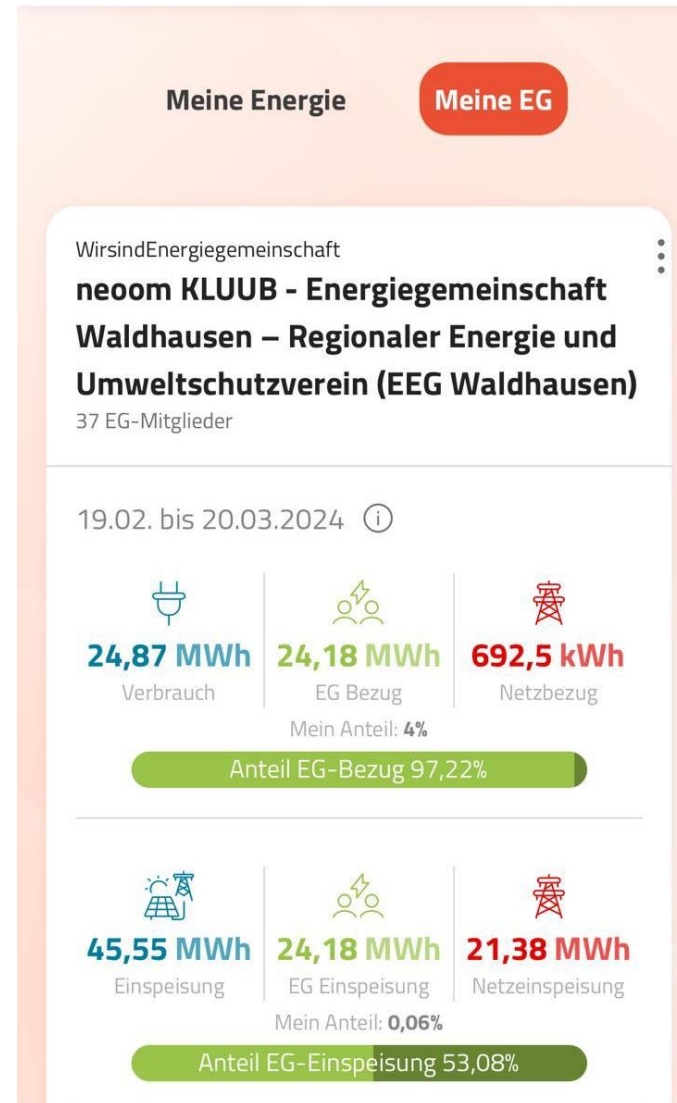 Meine Energie
Meine EG
WirsindEnergiegemeinschaft
neoom KLUUB - Energiegemeinschaft
Waldhausen – Regionaler Energie und
Umweltschutzverein (EEG Waldhausen)
37 EG-Mitglieder
19.02. bis 20.03.2024
24,87 MWh
Verbrauch
24,18 MWh
EG Bezug
692,5 kWh
Netzbezug
Mein Anteil: 4%
Anteil EG-Bezug 97,22%
45,55 MWh
Einspeisung
24,18 MWh
EG Einspeisung
21,38 MWh
Netzeinspeisung
Mein Anteil: 0,06%
Anteil EG-Einspeisung 53,08%